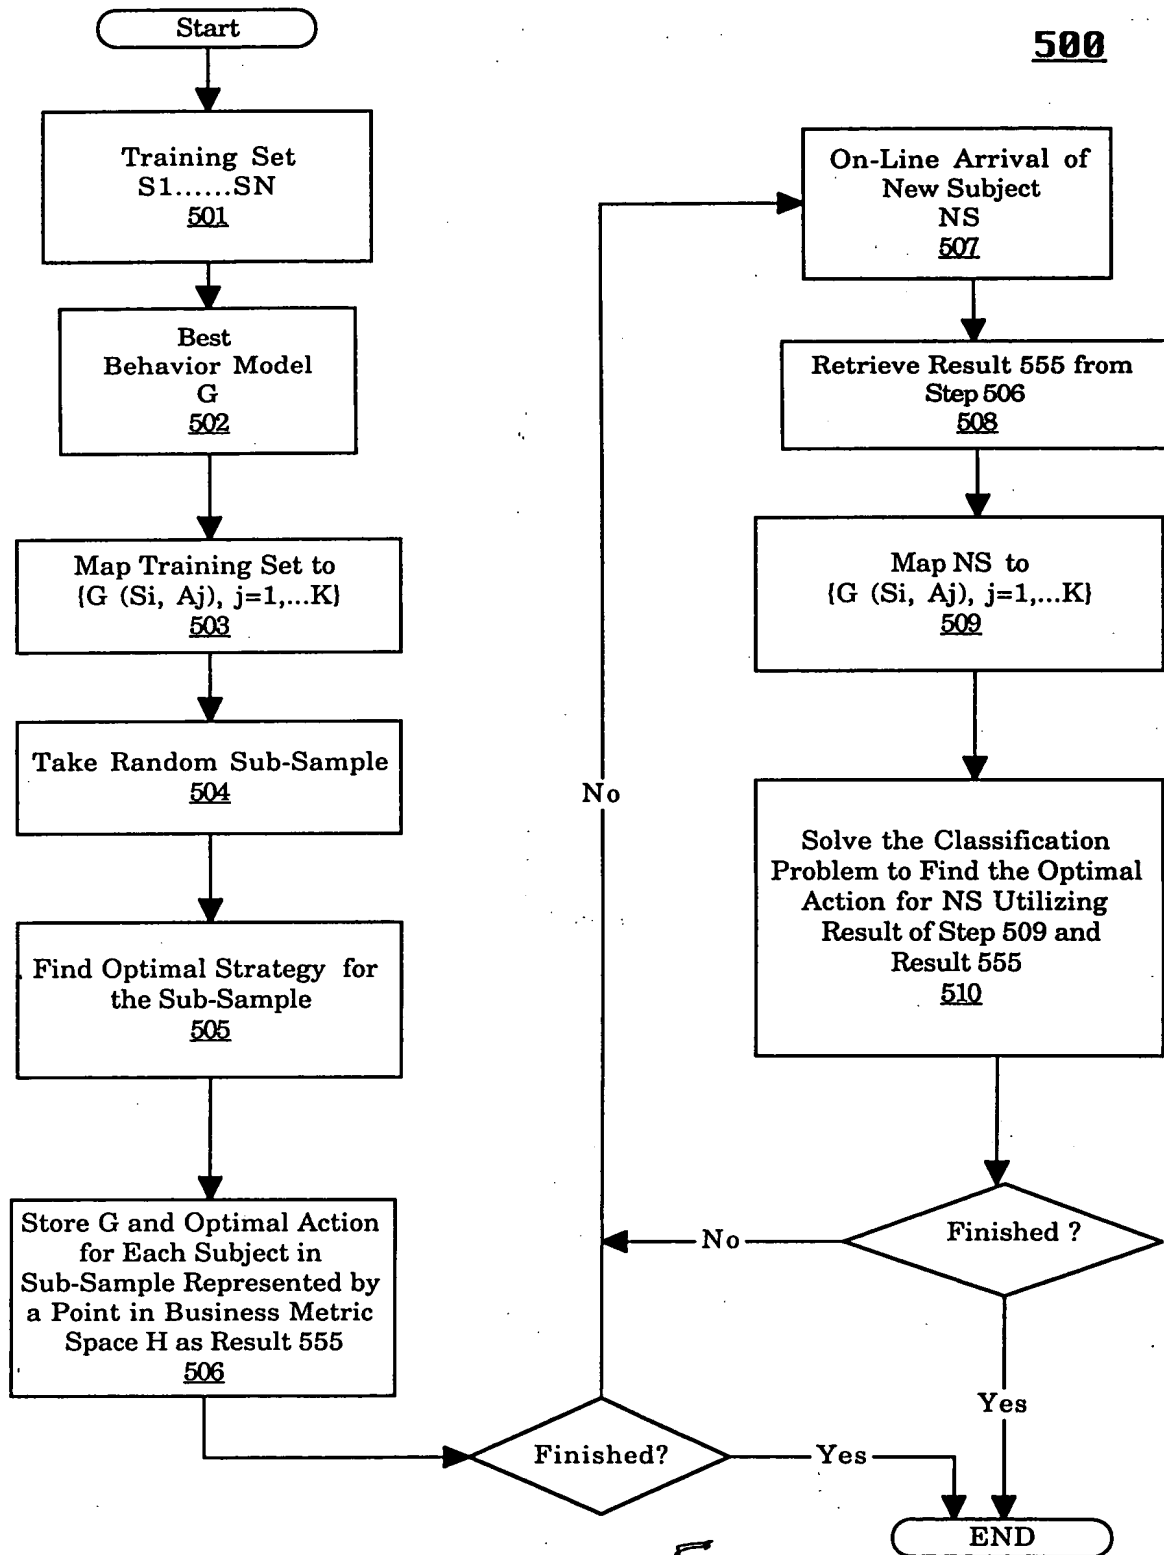 Start
500
Training Set
S1......SN
501
Best
Behavior Model
G
502
Map Training Set to
{G (Si, Aj), j=1,...K}
503
Take Random Sub-Sample
504
Find Optimal Strategy for
the Sub-Sample
505
Store G and Optimal Action
for Each Subject in
Sub-Sample Represented by
a Point in Business Metric
Space H as Result 555
506
Finished?
No
Yes
On-Line Arrival of
New Subject
NS
507
Retrieve Result 555 from
Step 506
508
Map NS to
{G (Si, Aj), j=1,...K}
509
Solve the Classification
Problem to Find the Optimal
Action for NS Utilizing
Result of Step 509 and
Result 555
510
Finished ?
No
Yes
END